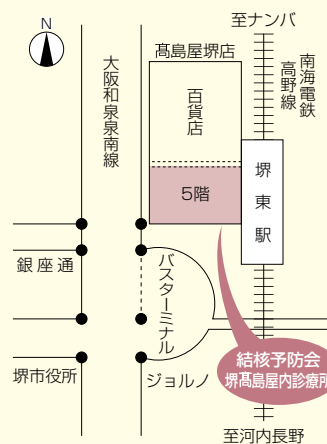 N
至ナンバ
髙島屋堺店
南海電鉄
高野線
大阪和泉泉南線
百貨店
堺東駅
5階
銀座通
バスターミナル
結核予防会
堺髙島屋内診療所
堺市役所
ジョルノ
至河内長野